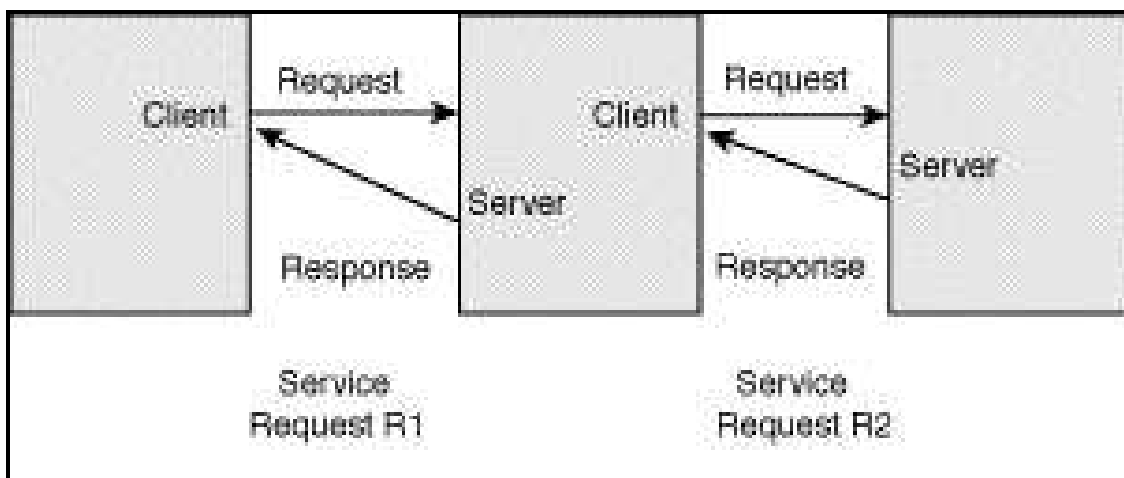 Request
Client
Server
Response
Request
Client
Server
Response
Service
Request R1
Service
Request R2